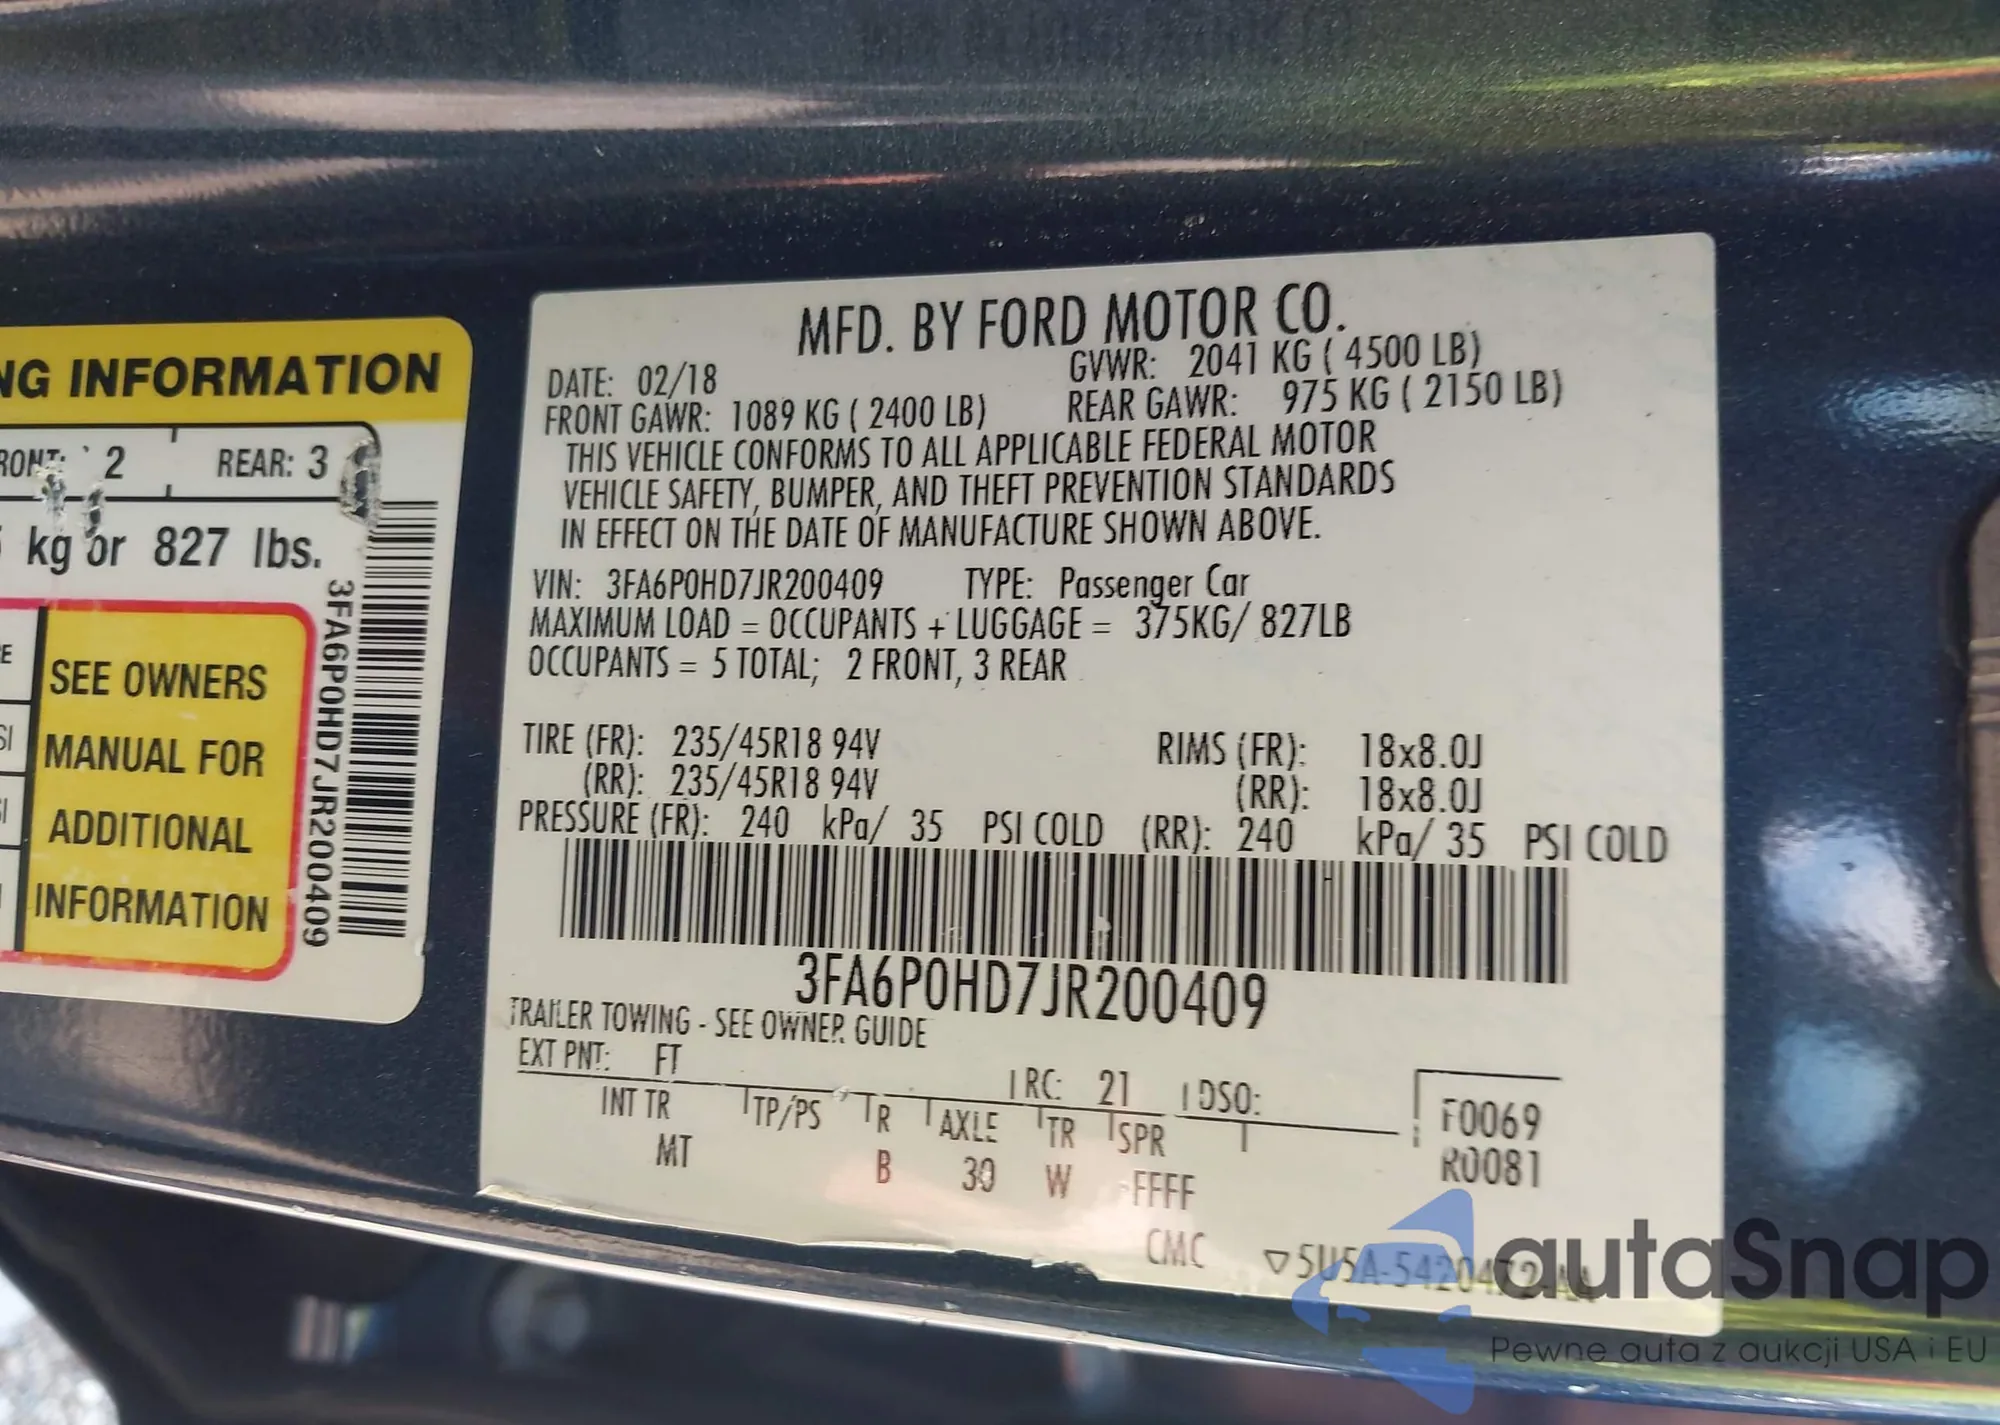 NG INFORMATION
RONT: 2 REAR: 3
kg or 827 lbs.
SEE OWNERS
MANUAL FOR
ADDITIONAL
INFORMATION
3FA6P0HD7JR200409
MFD. BY FORD MOTOR CO.
DATE: 02/18 GVWR: 2041 KG ( 4500 LB)
FRONT GAWR: 1089 KG ( 2400 LB) REAR GAWR: 975 KG ( 2150 LB)
THIS VEHICLE CONFORMS TO ALL APPLICABLE FEDERAL MOTOR
VEHICLE SAFETY, BUMPER, AND THEFT PREVENTION STANDARDS
IN EFFECT ON THE DATE OF MANUFACTURE SHOWN ABOVE.
VIN: 3FA6P0HD7JR200409 TYPE: Passenger Car
MAXIMUM LOAD = OCCUPANTS + LUGGAGE = 375KG/ 827LB
OCCUPANTS = 5 TOTAL; 2 FRONT, 3 REAR
TIRE (FR): 235/45R18 94V RIMS (FR): 18x8.0J
(RR): 235/45R18 94V (RR): 18x8.0J
PRESSURE (FR): 240 kPa/ 35 PSI COLD (RR): 240 kPa/ 35 PSI COLD
3FA6P0HD7JR200409
TRAILER TOWING - SEE OWNER GUIDE
EXT PNT: FT RC: 21 DSO:
INT TR TP/PS R AXLE TR SPR F0069
MT B 30 W FFFF R0081
CMC ▽5U5A-5420472-AA
autaSnap
Pewne auta z aukcji USA i EU